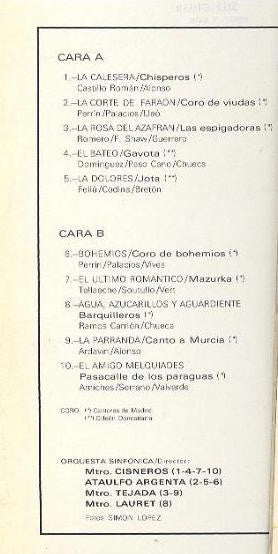 CARA A
1.-LA CALESERA/Chisperos (*)
Castillo Román/Alonso
2.-LA CORTE DE FARAON/Coro de viudas (*)
Perrín/Palacios/Lleó
3.-LA ROSA DEL AZAFRAN/Las espigadoras (*)
Romero/F. Shaw/Guerrero
4.-EL BATEO/Gavota (**)
Domínguez/Paso Cano/Chueca
5.-LA DOLORES/Jota (**)
Feliú/Codina/Bretón
CARA B
6.-BOHEMIOS/Coro de bohemios (*)
Perrín/Palacios/Vives
7.-EL ULTIMO ROMANTICO/Mazurka (*)
Tellaeche/Soutullo/Vert
8-AGUA, AZUCARILLOS Y AGUARDIENTE
Barquilleros (*)
Ramos Carrión/Chueca
9.-LA PARRANDA/Canto a Murcia (*)
Ardavín/Alonso
10.-EL AMIGO MELQUIADES
Pasacalle de los paraguas (*)
Arniches/Serrano/Valverde
CORO (*) Cantores de Madrid
(**) Orfeón Donostiarra
ORQUESTA SINFONICA/Director:
Mtro. CISNEROS (1-4-7-10)
ATAULFO ARGENTA (2-5-6)
Mtro. TEJADA (3-9)
Mtro. LAURET (8)
Fotos: SIMON LOPEZ